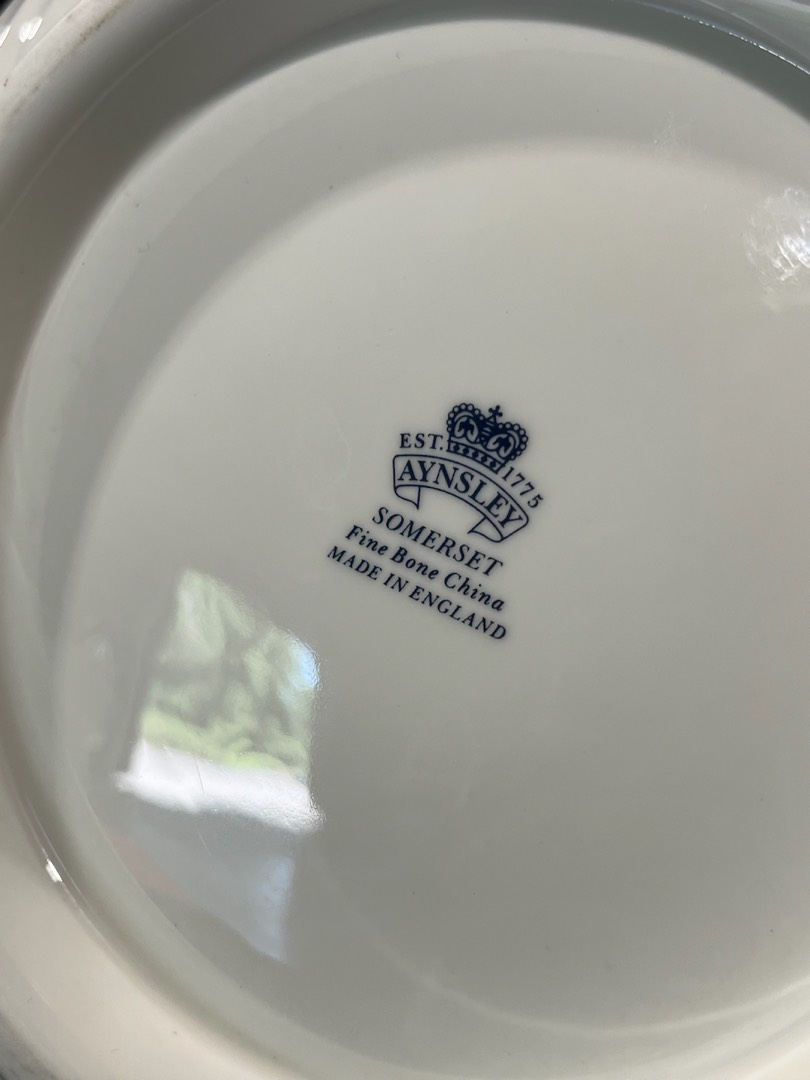 EST. 1775
AYNSLEY
SOMERSET
Fine Bone China
MADE IN ENGLAND